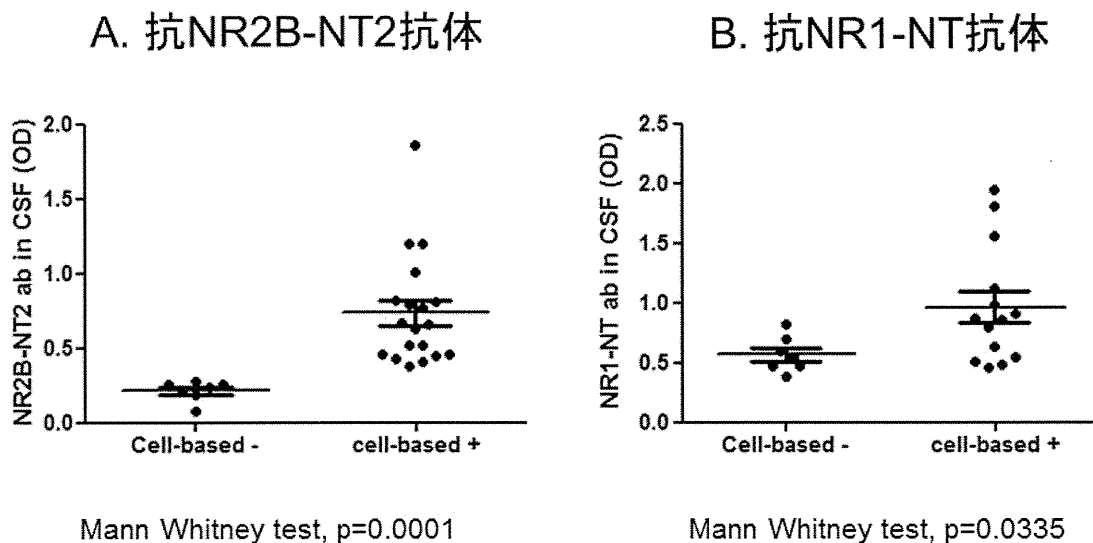 A. 抗NR2B-NT2抗体
NR2B-NT2 ab in CSF (OD)
2.0
1.5
1.0
0.5
0.0
Cell-based -
cell-based +
Mann Whitney test, p=0.0001
B. 抗NR1-NT抗体
NR1-NT ab in CSF (OD)
2.5
2.0
1.5
1.0
0.5
0.0
Cell-based -
cell-based +
Mann Whitney test, p=0.0335